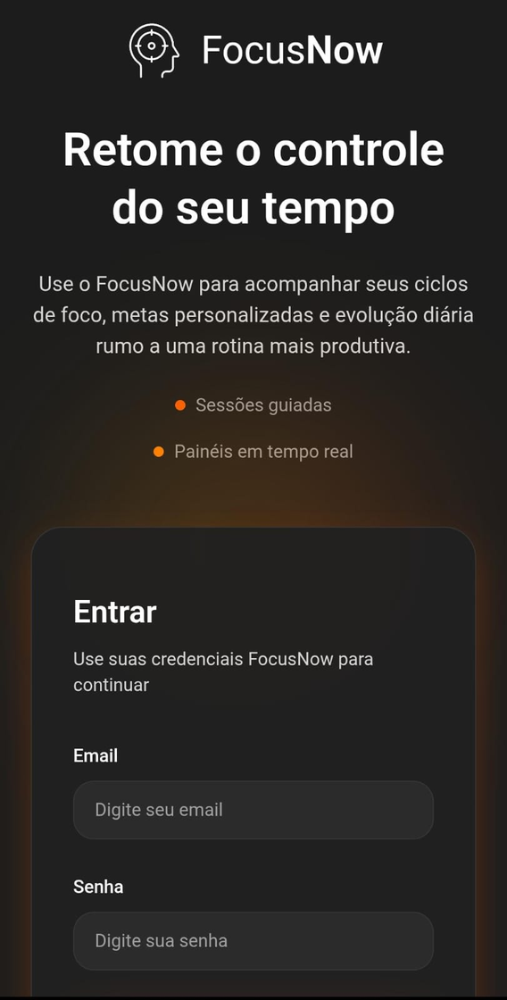 FocusNow
Retome o controle
do seu tempo
Use o FocusNow para acompanhar seus ciclos
de foco, metas personalizadas e evolução diária
rumo a uma rotina mais produtiva.
Sessões guiadas
Painéis em tempo real
Entrar
Use suas credenciais FocusNow para
continuar
Email
Digite seu email
Senha
Digite sua senha